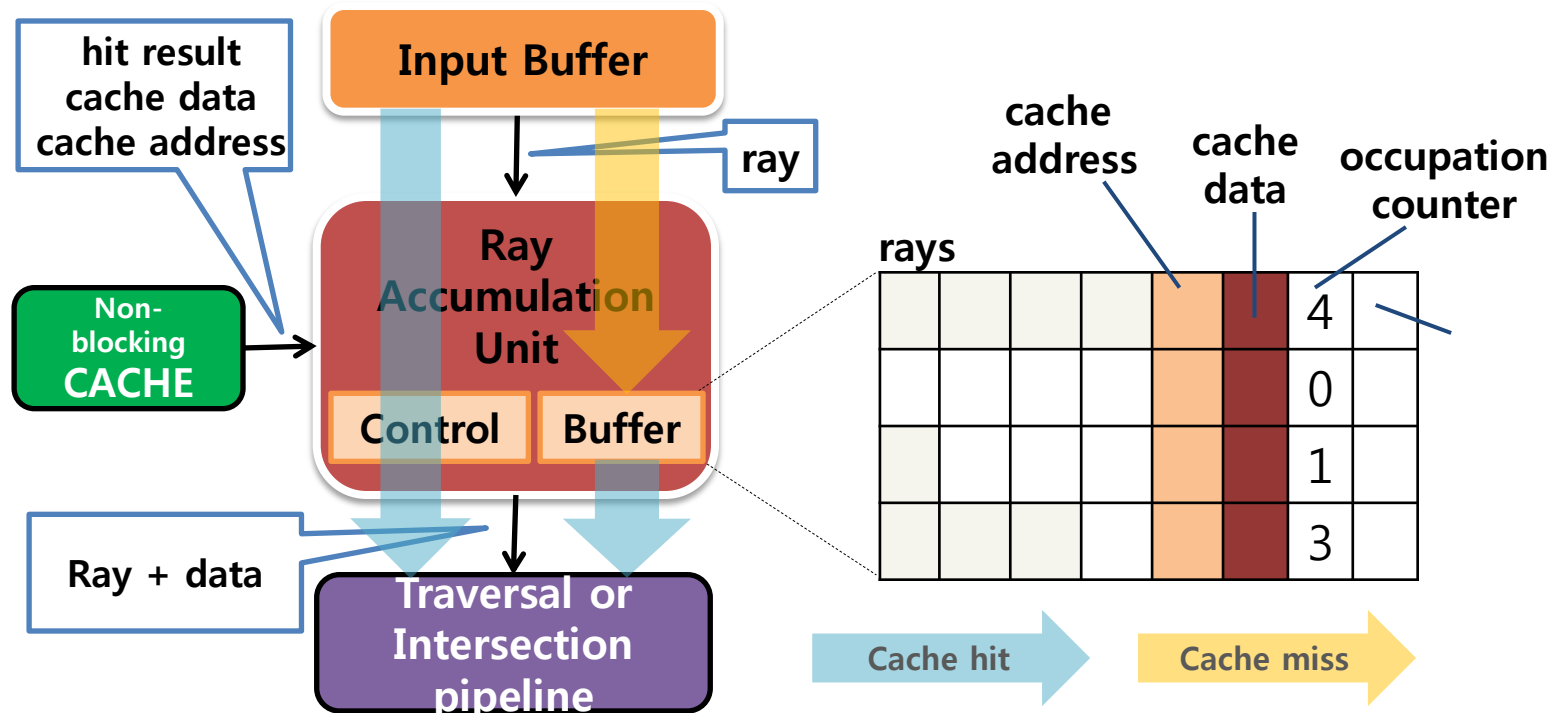 hit result
cache data
cache address
Input Buffer
ray
Ray
Accumulation
Unit
Control
Buffer
Non-
blocking
CACHE
Ray + data
Traversal or
Intersection
pipeline
cache
address
cache
data
occupation
counter
rays
4
0
1
3
Cache hit
Cache miss